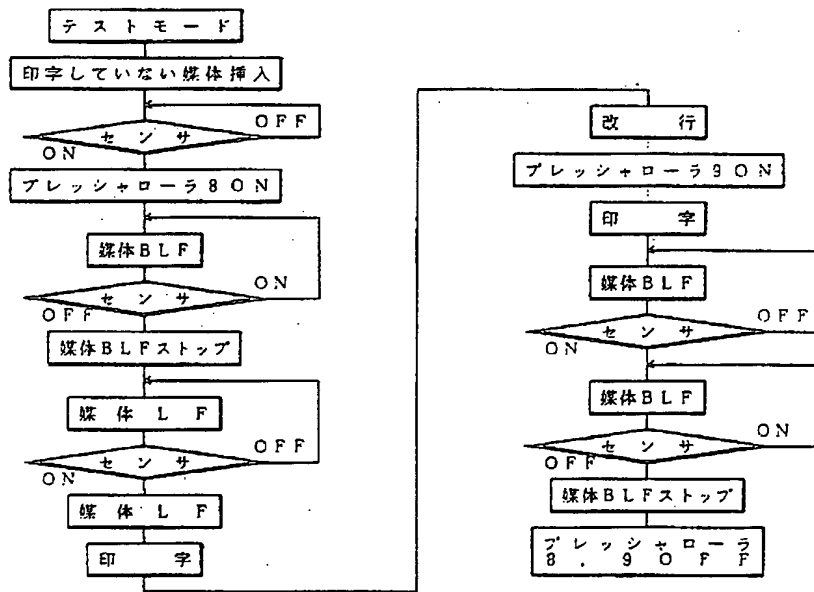 テストモード
印字していない媒体挿入
OFF
センサ
ON
プレッシャローラ8ON
媒体BLF
ON
センサ
OFF
媒体BLFストップ
媒体LF
OFF
センサ
ON
媒体LF
印字
改行
プレッシャローラ9ON
印字
媒体BLF
OFF
センサ
ON
媒体BLF
ON
センサ
OFF
媒体BLFストップ
プレッシャローラ
8.9OFF